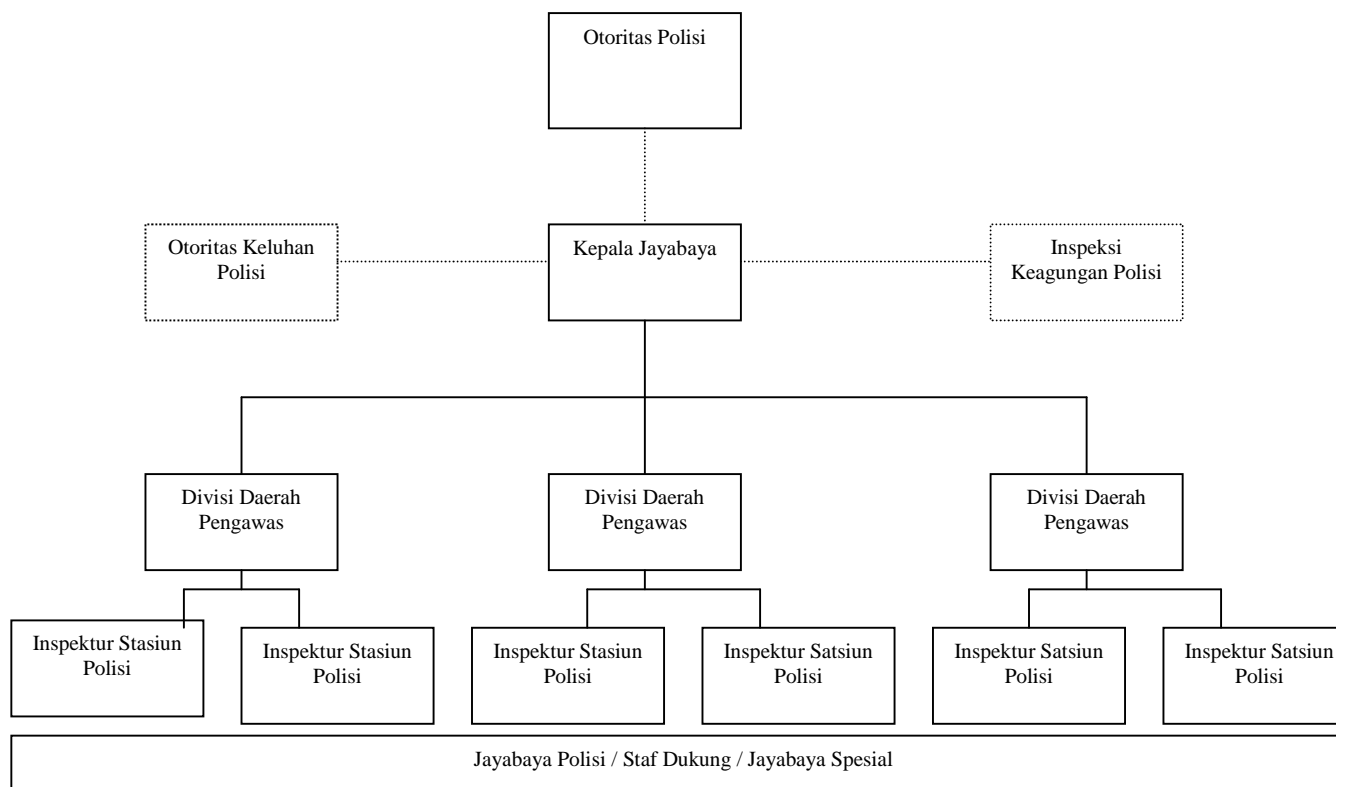 Otoritas Polisi
Otoritas Keluhan
Polisi
Kepala Jayabaya
Inspeksi
Keagungan Polisi
Divisi Daerah
Pengawas
Divisi Daerah
Pengawas
Divisi Daerah
Pengawas
Inspektur Stasiun
Polisi
Inspektur Stasiun
Polisi
Inspektur Stasiun
Polisi
Inspektur Satsiun
Polisi
Inspektur Satsiun
Polisi
Inspektur Satsiun
Polisi
Jayabaya Polisi / Staf Dukung / Jayabaya Spesial